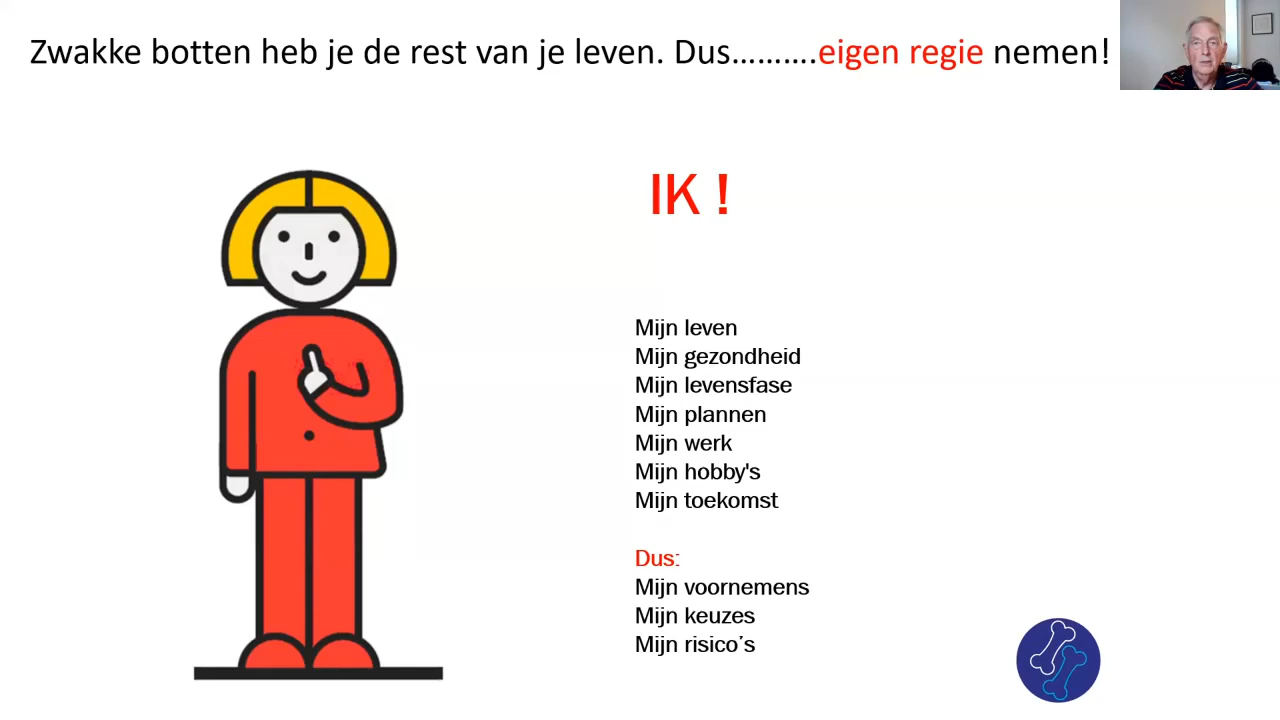 Zwakke botten heb je de rest van je leven. Dus……….eigen regie nemen!
IK !
Mijn leven
Mijn gezondheid
Mijn levensfase
Mijn plannen
Mijn werk
Mijn hobby's
Mijn toekomst
Dus:
Mijn voornemens
Mijn keuzes
Mijn risico’s